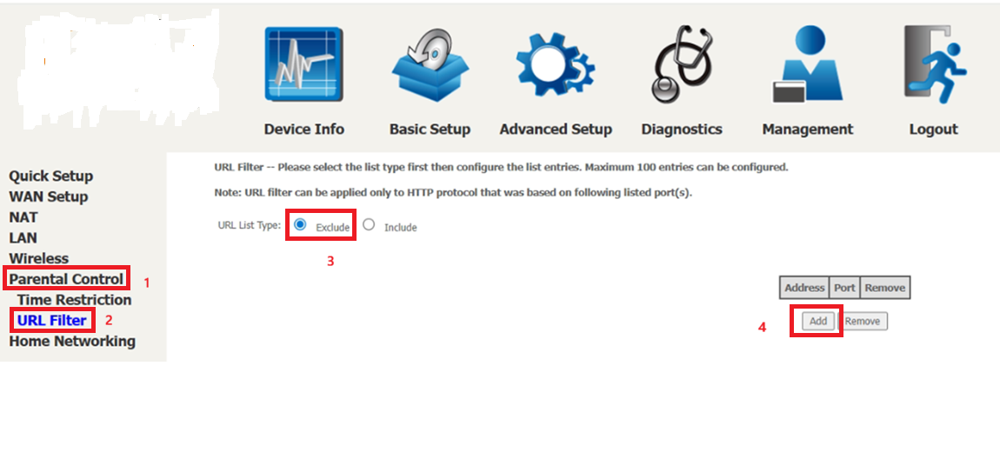 Device Info Basic Setup Advanced Setup Diagnostics Management Logout
Quick Setup
WAN Setup
NAT
LAN
Wireless
Parental Control 1
Time Restriction
URL Filter 2
Home Networking
URL Filter -- Please select the list type first then configure the list entries. Maximum 100 entries can be configured.
Note: URL filter can be applied only to HTTP protocol that was based on following listed port(s).
URL List Type: Exclude Include
3
Address Port Remove
4 Add Remove